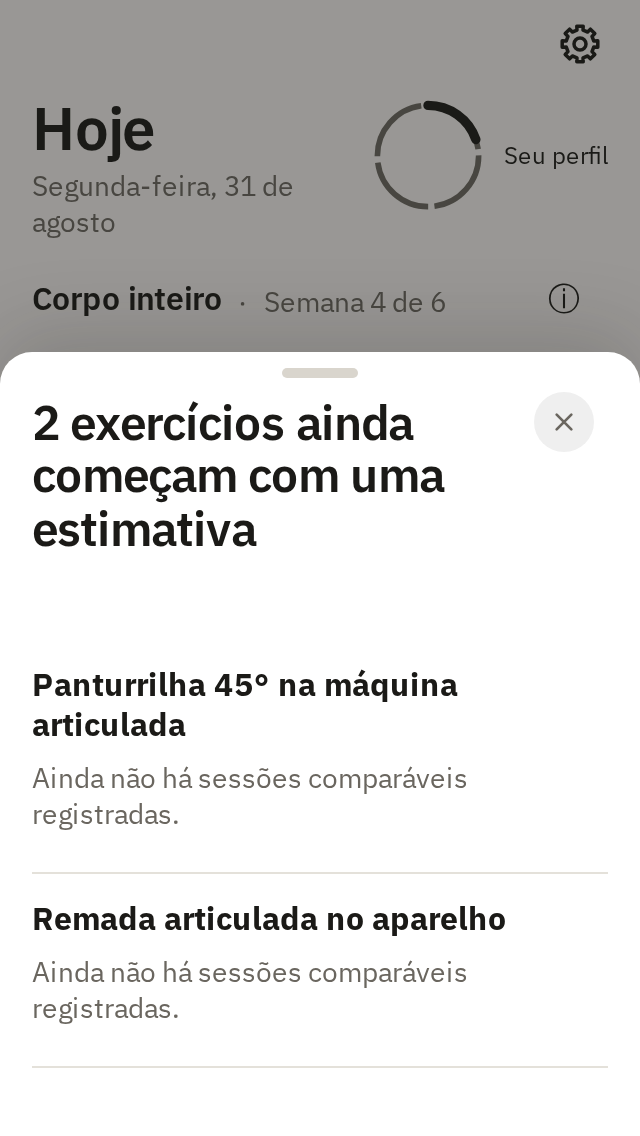 Hoje
Segunda-feira, 31 de
agosto
Seu perfil
Corpo inteiro · Semana 4 de 6
2 exercícios ainda
começam com uma
estimativa
Panturrilha 45° na máquina
articulada
Ainda não há sessões comparáveis
registradas.
Remada articulada no aparelho
Ainda não há sessões comparáveis
registradas.